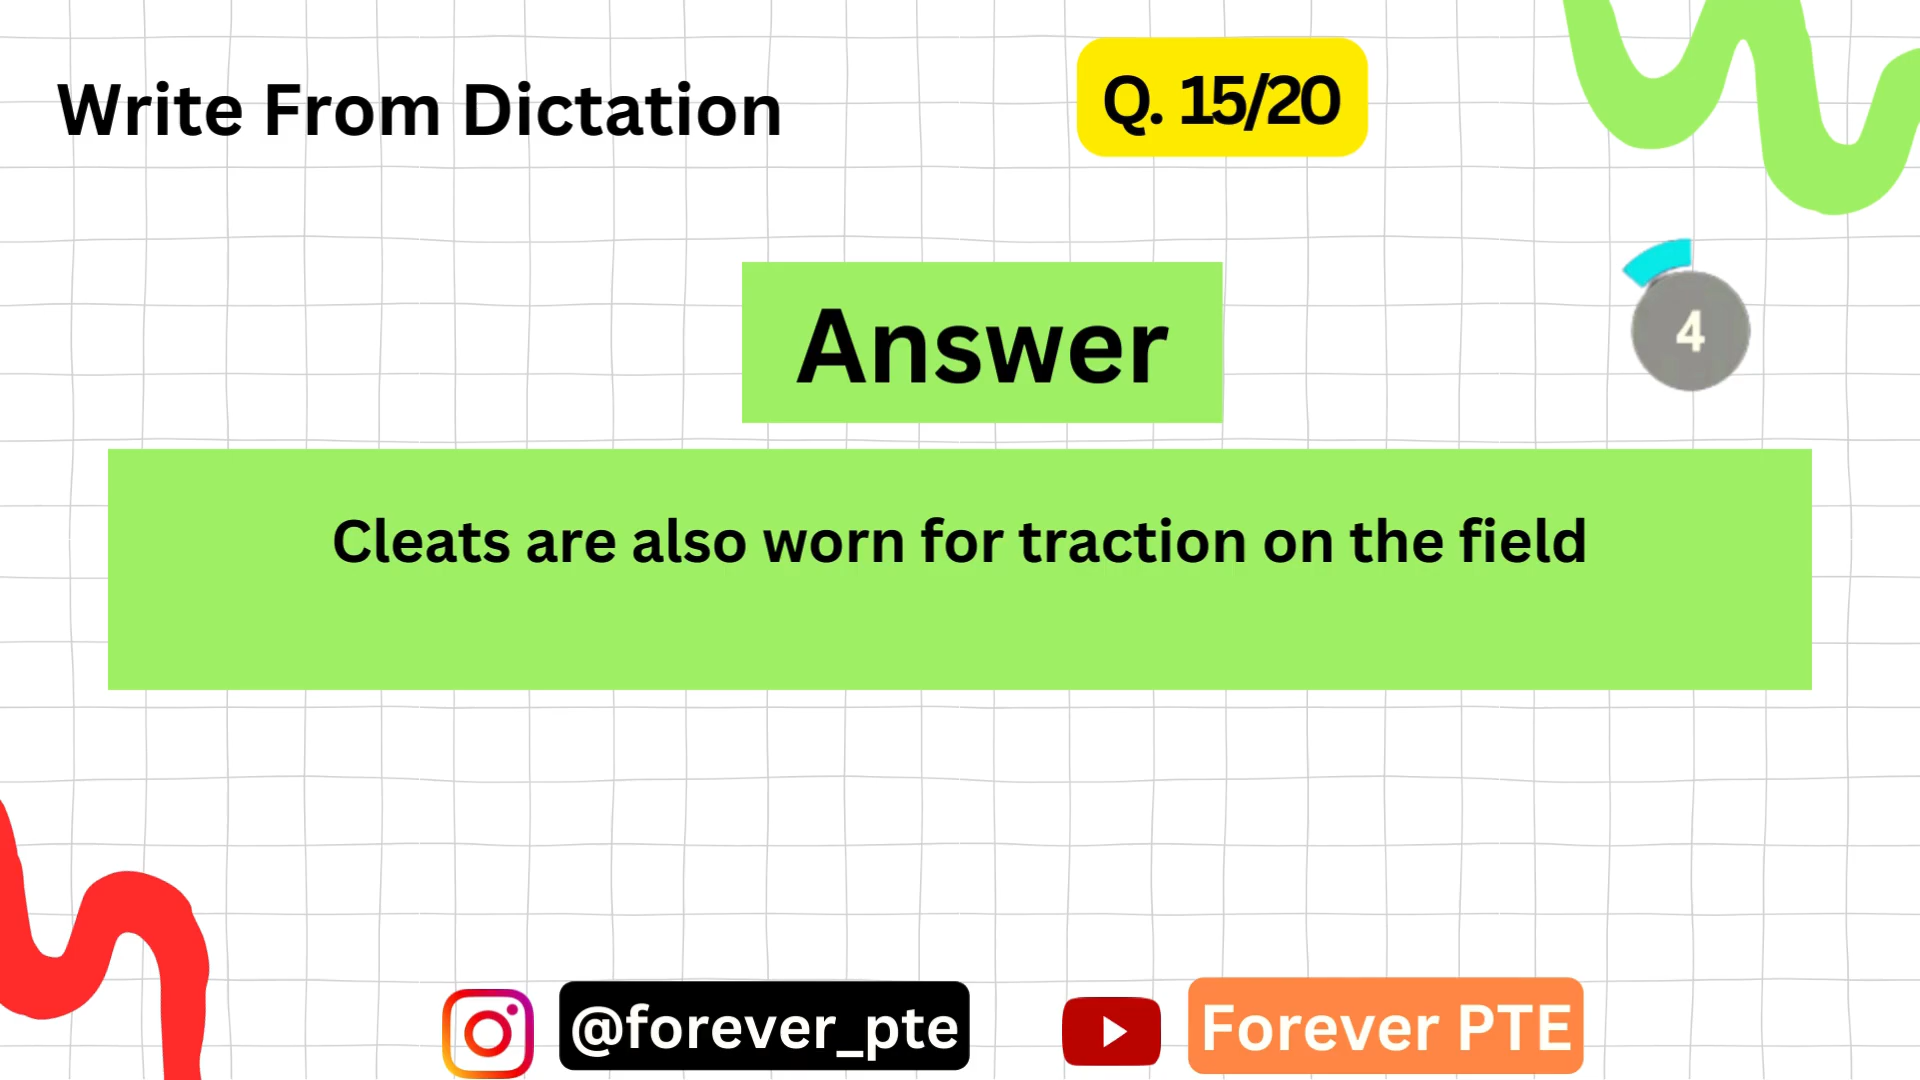 Write From Dictation
Q. 15/20
Answer
4
Cleats are also worn for traction on the field
@forever_pte
Forever PTE